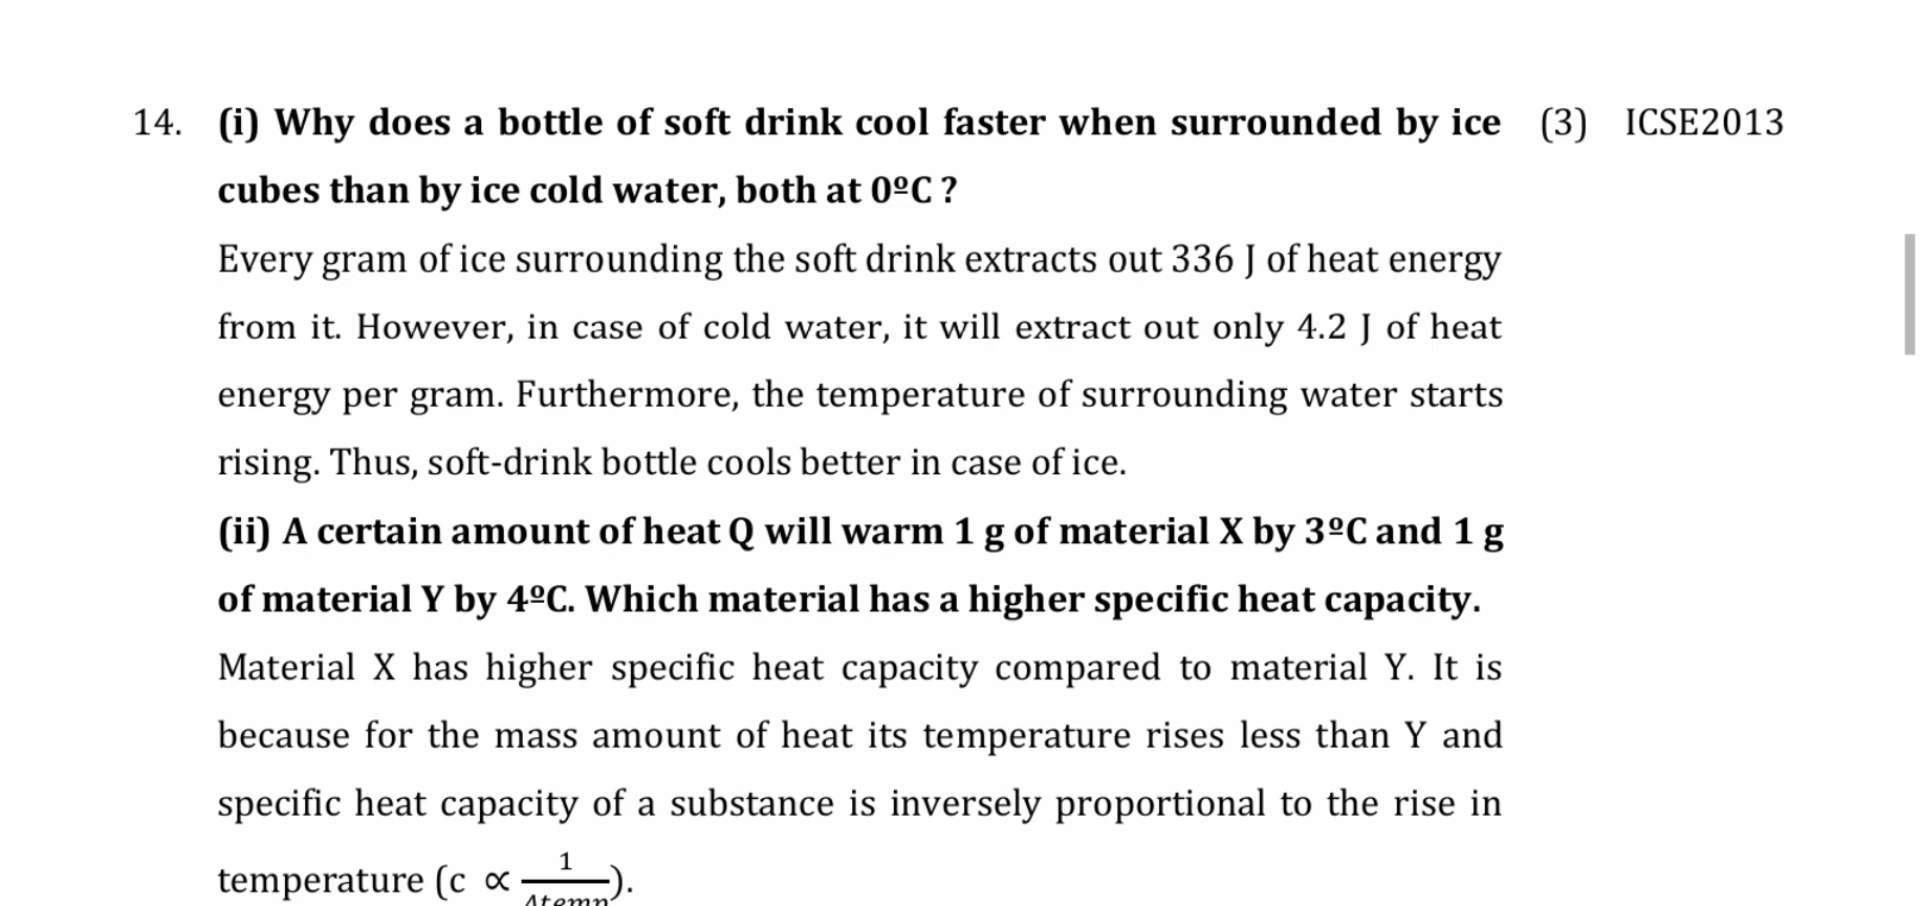 14. (i) Why does a bottle of soft drink cool faster when surrounded by ice (3) ICSE2013
cubes than by ice cold water, both at 0ºC ?
Every gram of ice surrounding the soft drink extracts out 336 J of heat energy
from it. However, in case of cold water, it will extract out only 4.2 J of heat
energy per gram. Furthermore, the temperature of surrounding water starts
rising. Thus, soft-drink bottle cools better in case of ice.
(ii) A certain amount of heat Q will warm 1 g of material X by 3ºC and 1 g
of material Y by 4ºC. Which material has a higher specific heat capacity.
Material X has higher specific heat capacity compared to material Y. It is
because for the mass amount of heat its temperature rises less than Y and
specific heat capacity of a substance is inversely proportional to the rise in
temperature (c ∝ 1/Δtemp).